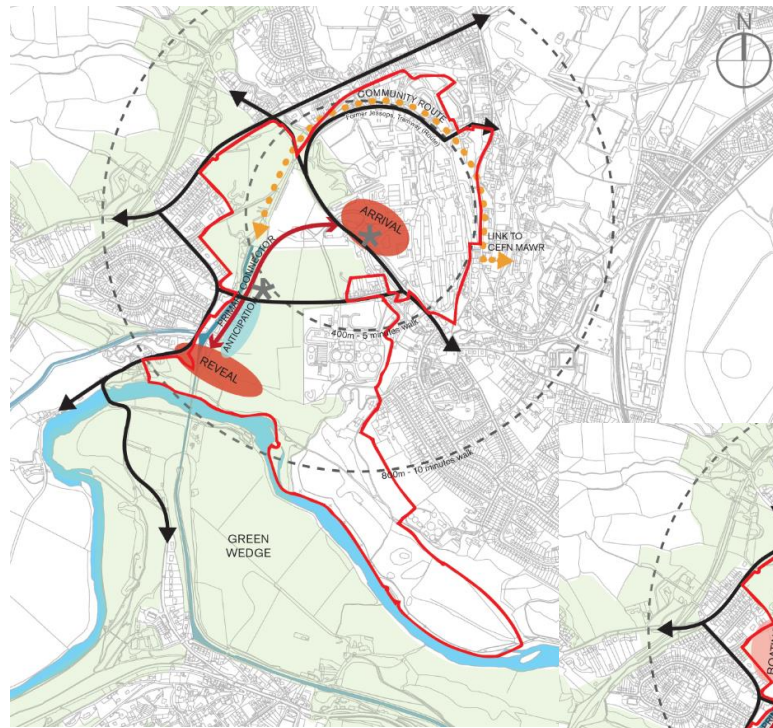 N
COMMUNITY ROUTE
Former Jessops Tramway (Route)
ARRIVAL
LINK TO
CEFN MAWR
PRIMARY CONNECTOR
ANTICIPATION
400m - 5 minutes walk
REVEAL
800m - 10 minutes walk
GREEN
WEDGE